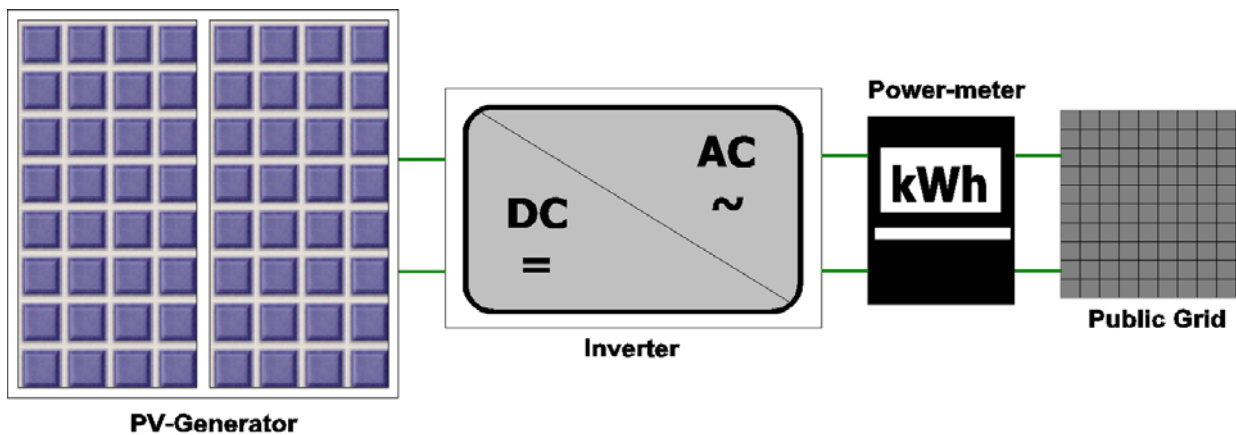 Power-meter
AC
~
kWh
DC
=
Inverter
Public Grid
PV-Generator